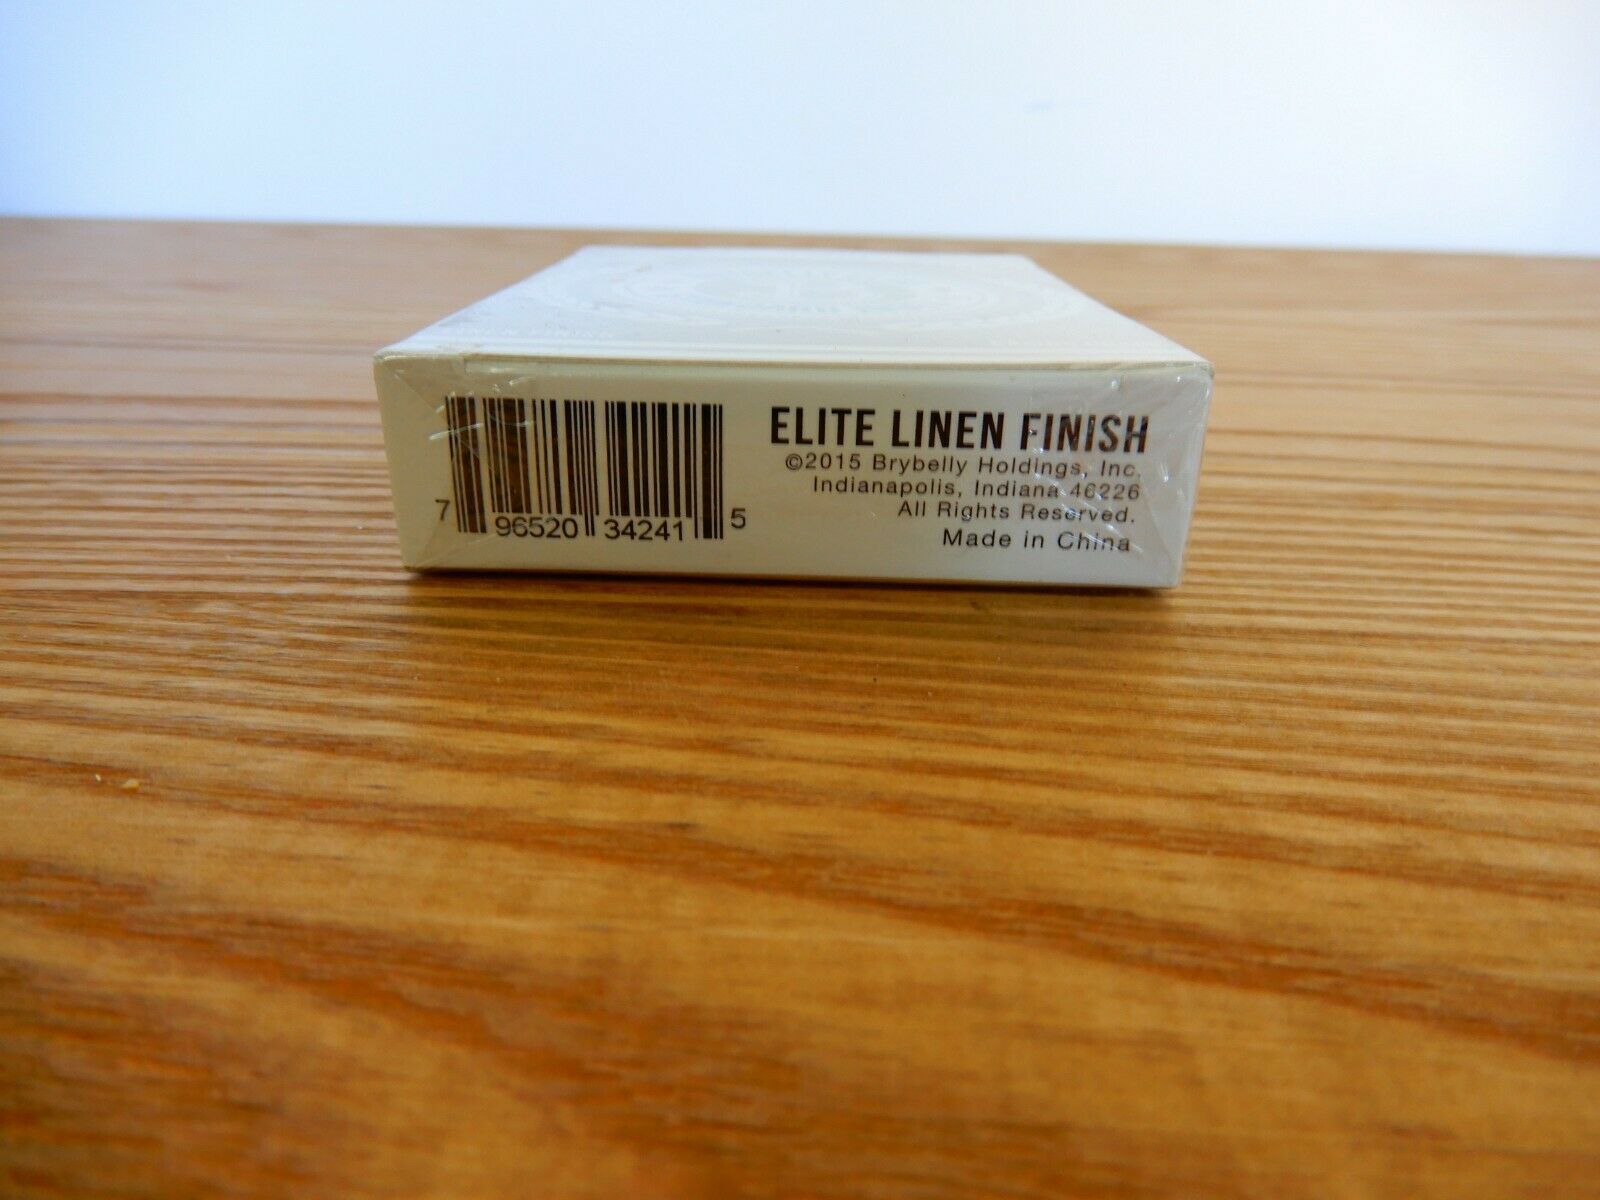 7 96520 34241 5
ELITE LINEN FINISH
©2015 Brybelly Holdings, Inc.
Indianapolis, Indiana 46226
All Rights Reserved.
Made in China